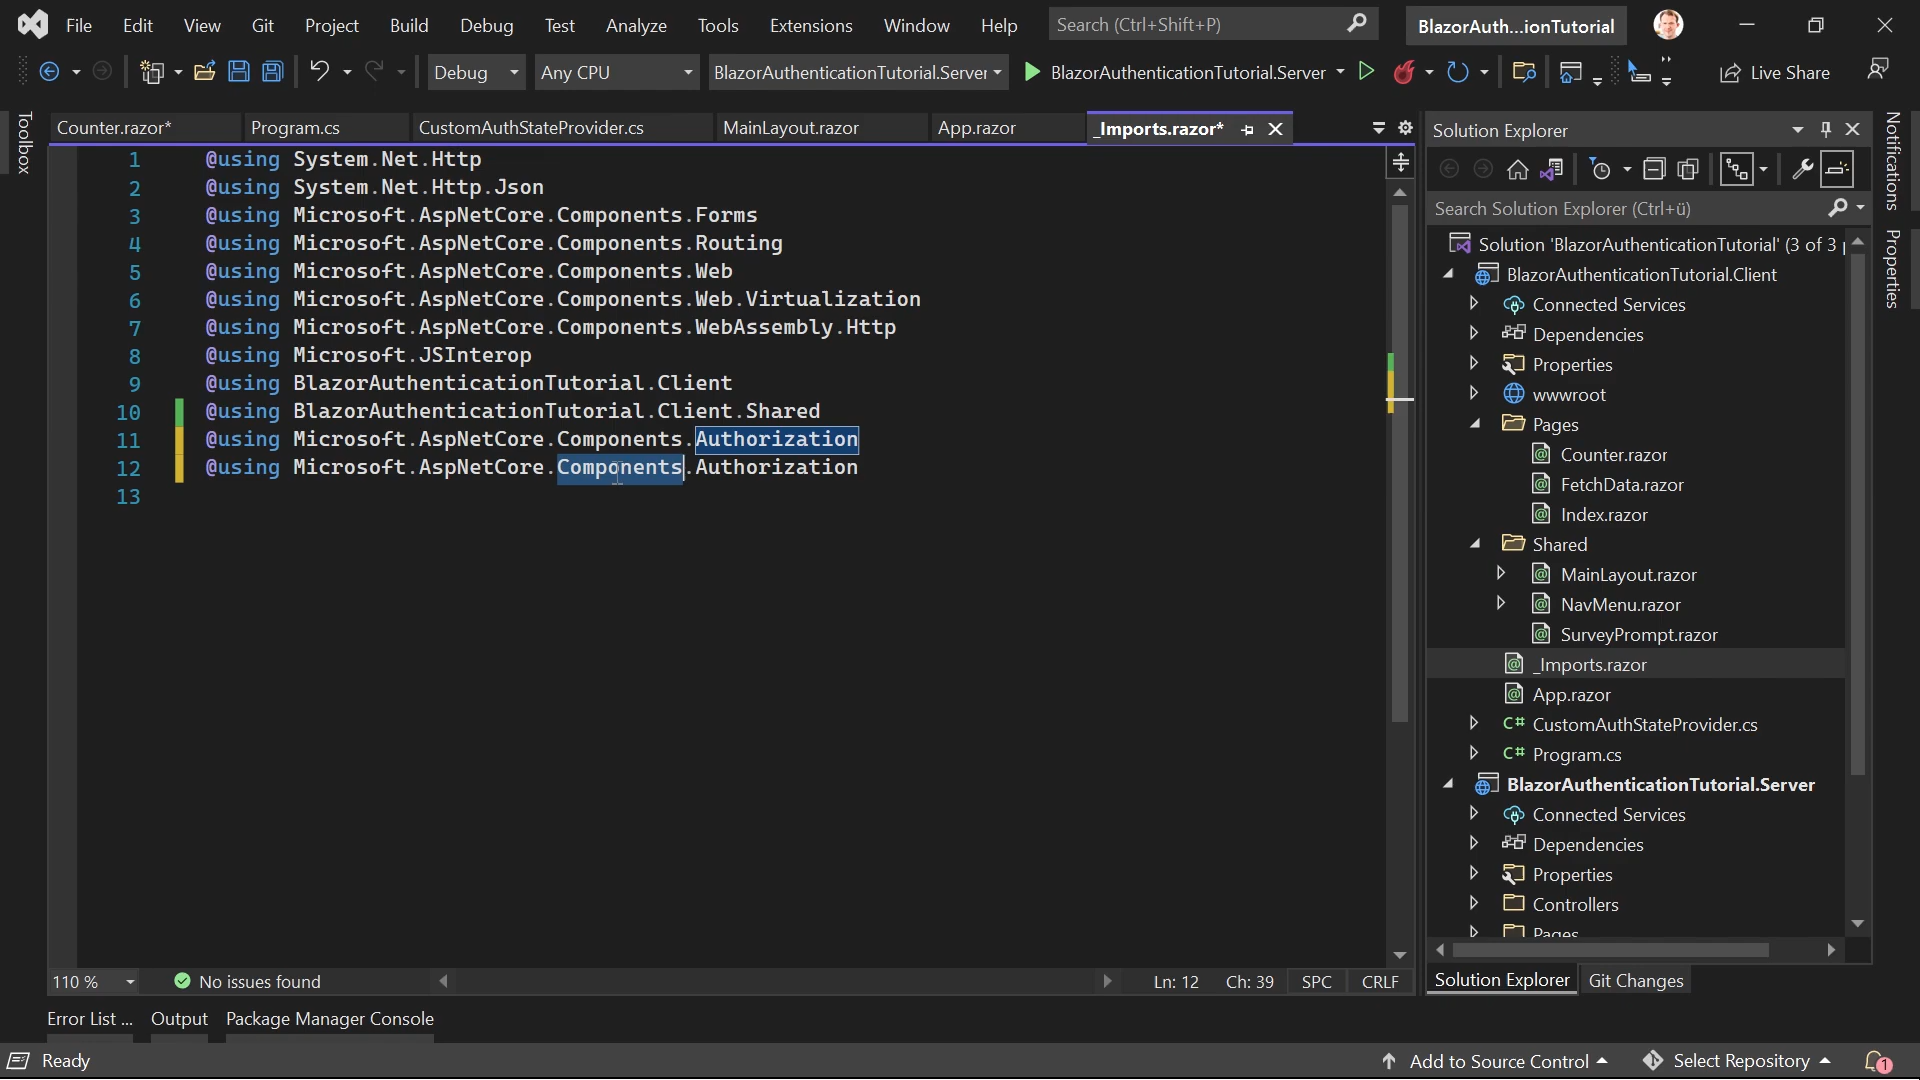 File Edit View Git Project Build Debug Test Analyze Tools Extensions Window Help Search (Ctrl+Shift+P) BlazorAuth...ionTutorial
Debug Any CPU BlazorAuthenticationTutorial.Server BlazorAuthenticationTutorial.Server Live Share
Toolbox
Counter.razor* Program.cs CustomAuthStateProvider.cs MainLayout.razor App.razor _Imports.razor*
1 @using System.Net.Http
2 @using System.Net.Http.Json
3 @using Microsoft.AspNetCore.Components.Forms
4 @using Microsoft.AspNetCore.Components.Routing
5 @using Microsoft.AspNetCore.Components.Web
6 @using Microsoft.AspNetCore.Components.Web.Virtualization
7 @using Microsoft.AspNetCore.Components.WebAssembly.Http
8 @using Microsoft.JSInterop
9 @using BlazorAuthenticationTutorial.Client
10 @using BlazorAuthenticationTutorial.Client.Shared
11 @using Microsoft.AspNetCore.Components.Authorization
12 @using Microsoft.AspNetCore.Components.Authorization
13
110 % No issues found Ln: 12 Ch: 39 SPC CRLF
Solution Explorer
Search Solution Explorer (Ctrl+ü)
Solution 'BlazorAuthenticationTutorial' (3 of 3
BlazorAuthenticationTutorial.Client
Connected Services
Dependencies
Properties
wwwroot
Pages
Counter.razor
FetchData.razor
Index.razor
Shared
MainLayout.razor
NavMenu.razor
SurveyPrompt.razor
_Imports.razor
App.razor
C# CustomAuthStateProvider.cs
C# Program.cs
BlazorAuthenticationTutorial.Server
Connected Services
Dependencies
Properties
Controllers
Pages
Solution Explorer Git Changes
Notifications
Properties
Error List ... Output Package Manager Console
Ready Add to Source Control Select Repository 1